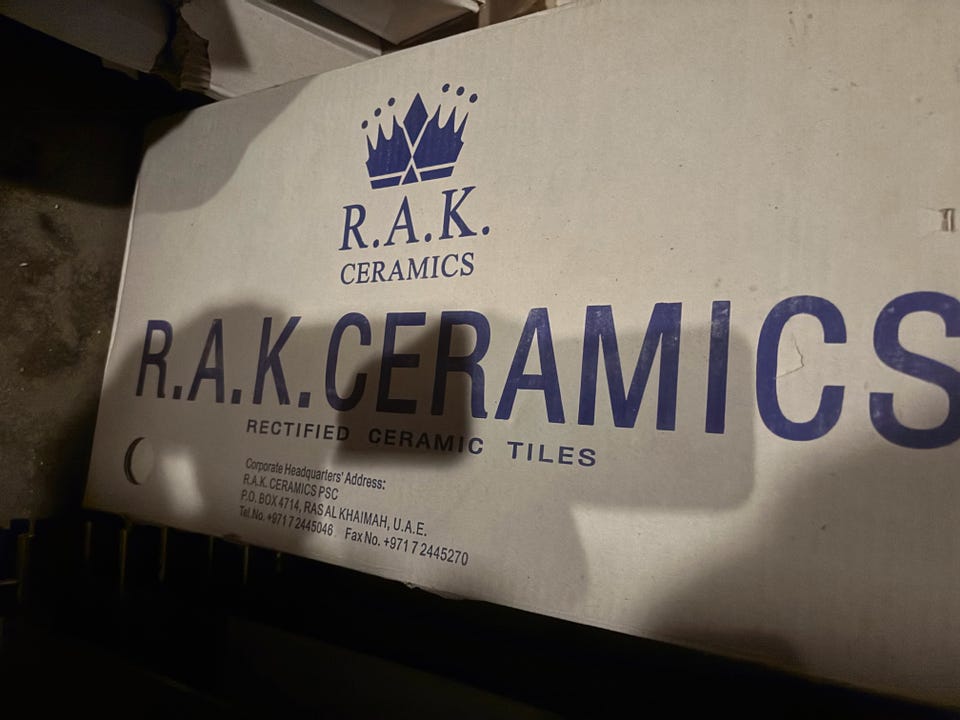 R.A.K.
CERAMICS
R.A.K.CERAMICS
RECTIFIED CERAMIC TILES
Corporate Headquarters' Address:
R.A.K. CERAMICS PSC
P.O. BOX 4714, RAS AL KHAIMAH, U.A.E.
Tel.No. +971 7 2445046 Fax No. +971 7 2445270